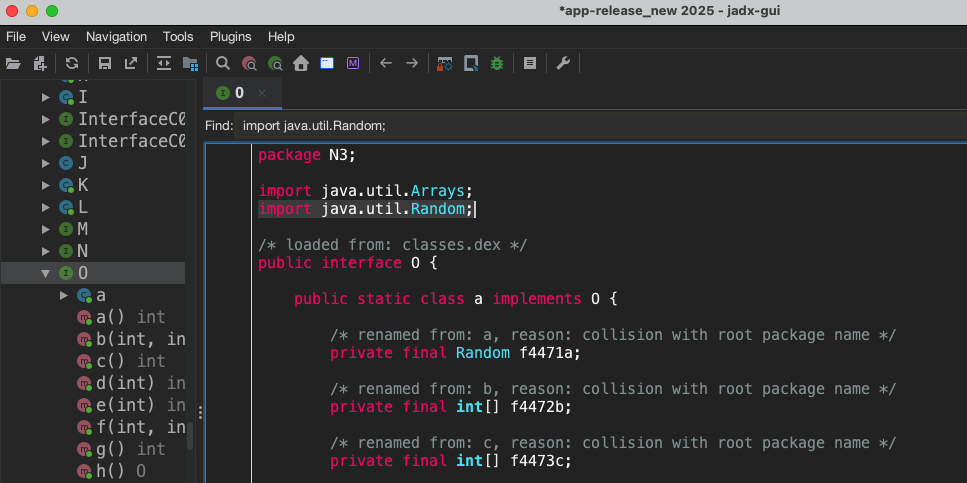 *app-release_new 2025 - jadx-gui
File View Navigation Tools Plugins Help
I
InterfaceC0
InterfaceC0
J
K
L
M
N
O
a
a() int
b(int, in
c() int
d(int) in
e(int) in
f(int, in
g() int
h() O
O
Find: import java.util.Random;
package N3;
import java.util.Arrays;
import java.util.Random;
/* loaded from: classes.dex */
public interface O {
public static class a implements O {
/* renamed from: a, reason: collision with root package name */
private final Random f4471a;
/* renamed from: b, reason: collision with root package name */
private final int[] f4472b;
/* renamed from: c, reason: collision with root package name */
private final int[] f4473c;